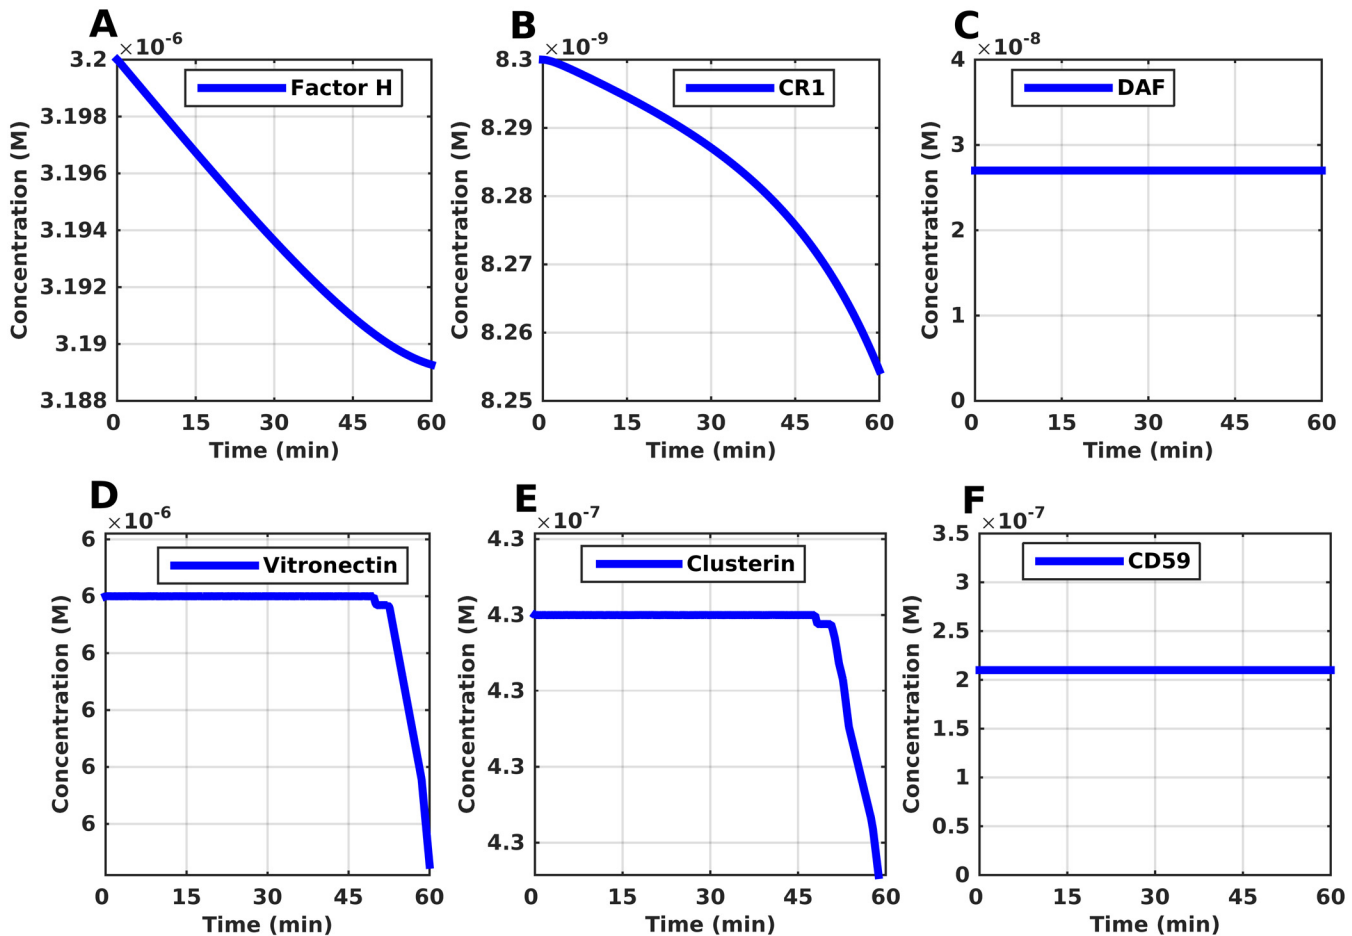 A
×10⁻⁶
3.2
3.198
3.196
3.194
3.192
3.19
3.188
Concentration (M)
Factor H
0 15 30 45 60
Time (min)
B
×10⁻⁹
8.3
8.29
8.28
8.27
8.26
8.25
Concentration (M)
CR1
0 15 30 45 60
Time (min)
C
×10⁻⁸
4
3
2
1
0
Concentration (M)
DAF
0 15 30 45 60
Time (min)
D
×10⁻⁶
6
6
6
6
6
6
Concentration (M)
Vitronectin
0 15 30 45 60
Time (min)
E
×10⁻⁷
4.3
4.3
4.3
4.3
4.3
Concentration (M)
Clusterin
0 15 30 45 60
Time (min)
F
×10⁻⁷
3.5
3
2.5
2
1.5
1
0.5
0
Concentration (M)
CD59
0 15 30 45 60
Time (min)